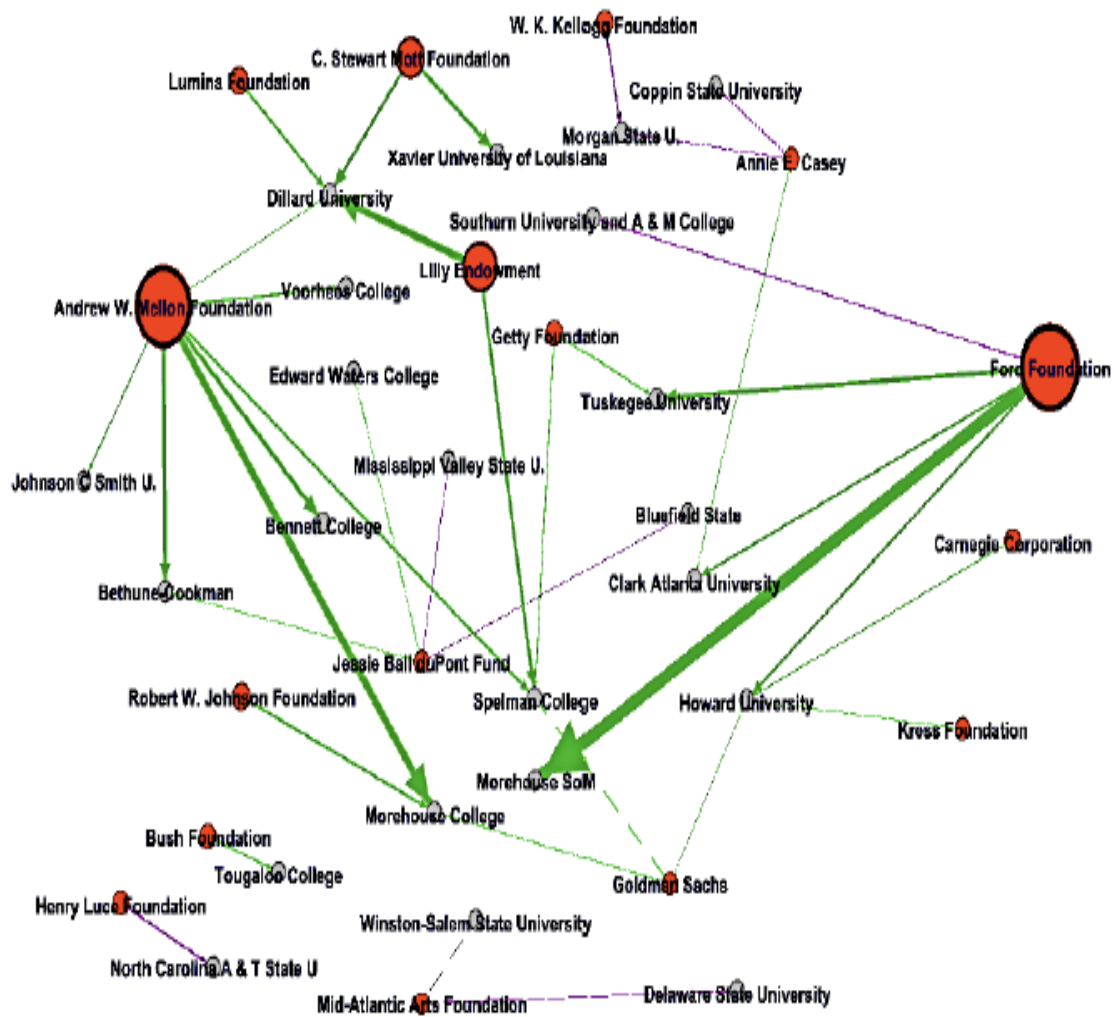 W. K. Kellogg Foundation
C. Stewart Mott Foundation
Lumina Foundation
Coppin State University
Morgan State U.
Xavier University of Louisiana
Annie E. Casey
Dillard University
Southern University and A & M College
Lilly Endowment
Voorhees College
Andrew W. Mellon Foundation
Getty Foundation
Ford Foundation
Edward Waters College
Tuskegee University
Mississippi Valley State U.
Johnson C Smith U.
Bluefield State
Bennett College
Carnegie Corporation
Clark Atlanta University
Bethune-Cookman
Jessie Ball duPont Fund
Robert W. Johnson Foundation
Spelman College
Howard University
Kress Foundation
Morehouse SoM
Morehouse College
Bush Foundation
Tougaloo College
Goldman Sachs
Henry Luce Foundation
Winston-Salem State University
North Carolina A & T State U
Delaware State University
Mid-Atlantic Arts Foundation